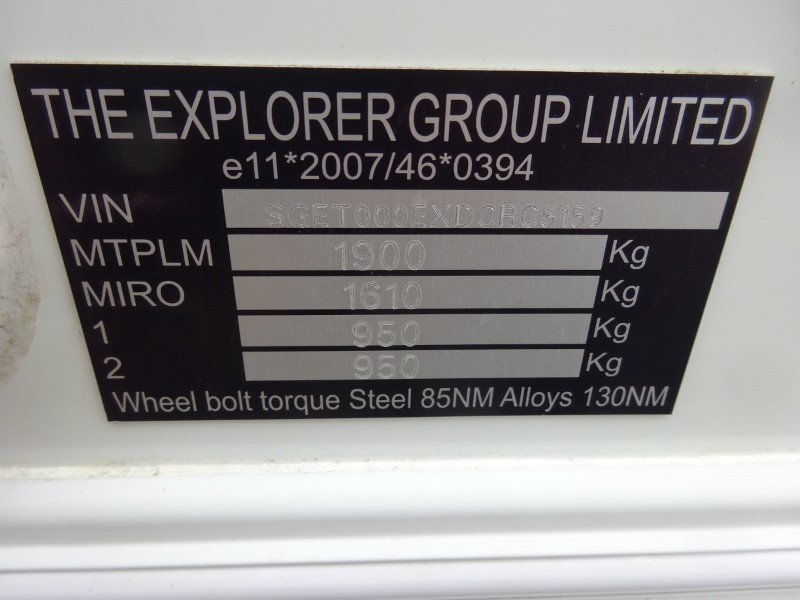 THE EXPLORER GROUP LIMITED
e11*2007/46*0394
VIN SGET000EXDCRC5159
MTPLM 1900 Kg
MIRO 1610 Kg
1 950 Kg
2 950 Kg
Wheel bolt torque Steel 85NM Alloys 130NM